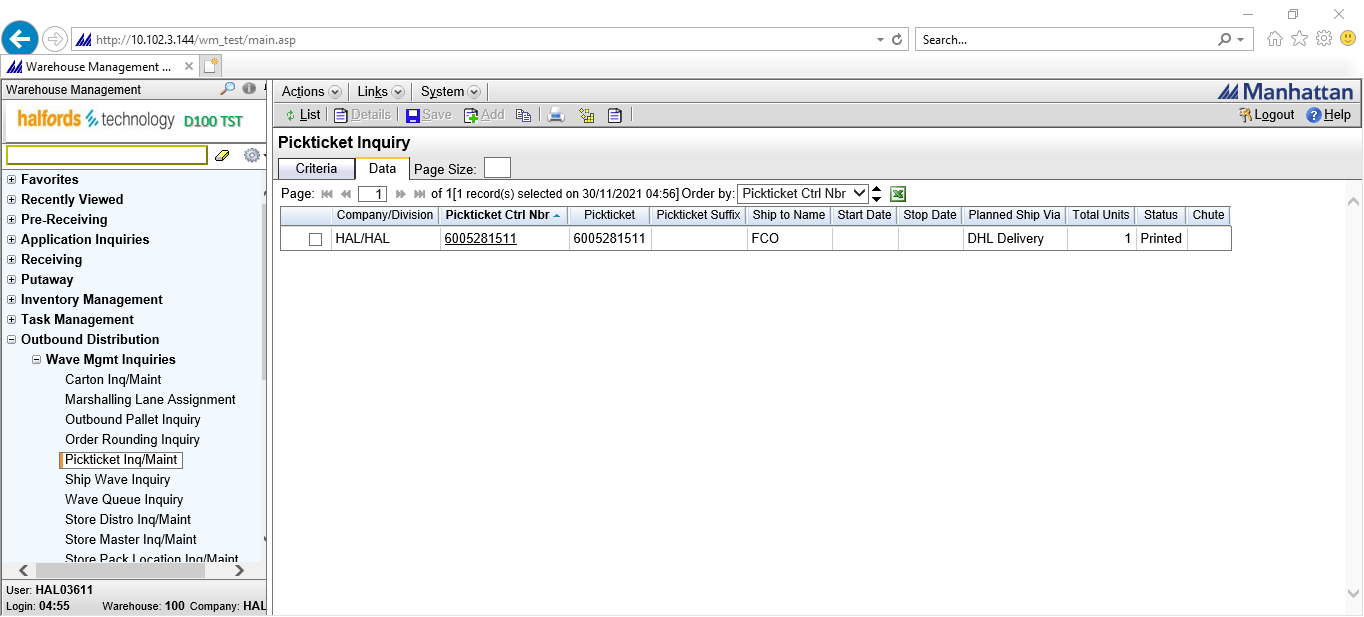 http://10.102.3.144/wm_test/main.asp
Search...
Warehouse Management ...
Warehouse Management
halfords technology D100 TST
Favorites
Recently Viewed
Pre-Receiving
Application Inquiries
Receiving
Putaway
Inventory Management
Task Management
Outbound Distribution
Wave Mgmt Inquiries
Carton Inq/Maint
Marshalling Lane Assignment
Outbound Pallet Inquiry
Order Rounding Inquiry
Pickticket Inq/Maint
Ship Wave Inquiry
Wave Queue Inquiry
Store Distro Inq/Maint
Store Master Inq/Maint
Store Pack Location Inq/Maint
User: HAL03611
Login: 04:55 Warehouse: 100 Company: HAL
Actions Links System
Manhattan
List Details Save Add
Logout Help
Pickticket Inquiry
Criteria Data Page Size:
Page: 1 of 1[1 record(s) selected on 30/11/2021 04:56] Order by: Pickticket Ctrl Nbr
Company/Division Pickticket Ctrl Nbr Pickticket Pickticket Suffix Ship to Name Start Date Stop Date Planned Ship Via Total Units Status Chute
HAL/HAL 6005281511 6005281511 FCO DHL Delivery 1 Printed